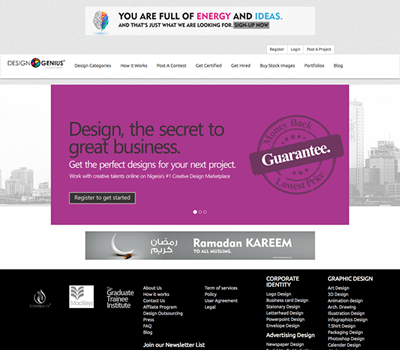 YOU ARE FULL OF ENERGY AND IDEAS.
AND THAT'S JUST WHAT WE ARE LOOKING FOR. SIGN-UP NOW
Register Login Post A Project
DESIGN GENIUS
Design Categories How it Works Post A Contest Get Certified Get Hired Buy Stock Images Portfolios Blog
Design, the secret to
great business.
Get the perfect designs for your next project.
Work with creative talents online on Nigeria's #1 Creative Design Marketplace
Register to get started
Money Back
Guarantee.
Lowest Price
رمضان
كريم
Ramadan KAREEM
TO ALL MUSLIMS.
The
Graduate
Trainee
Institute
About Us
How it works
Contact Us
Affliate Program
Design Outsourcing
Press
FAQ
Blog
Join our Newsletter List
Terms of service
Policy
User Agreement
Legal
CORPORATE
IDENTITY
Logo Design
Business card Design
Stationary Design
Letterhead Design
Powerpoint Design
Envelope Design
Advertising Design
Newspaper Design
GRAPHIC DESIGN
Art Design
3D Design
Animation Design
Arch. Drawing
Illustration Design
Infographics Design
T.Shirt Design
Packaging Design
Photoshop Design
Calender Design